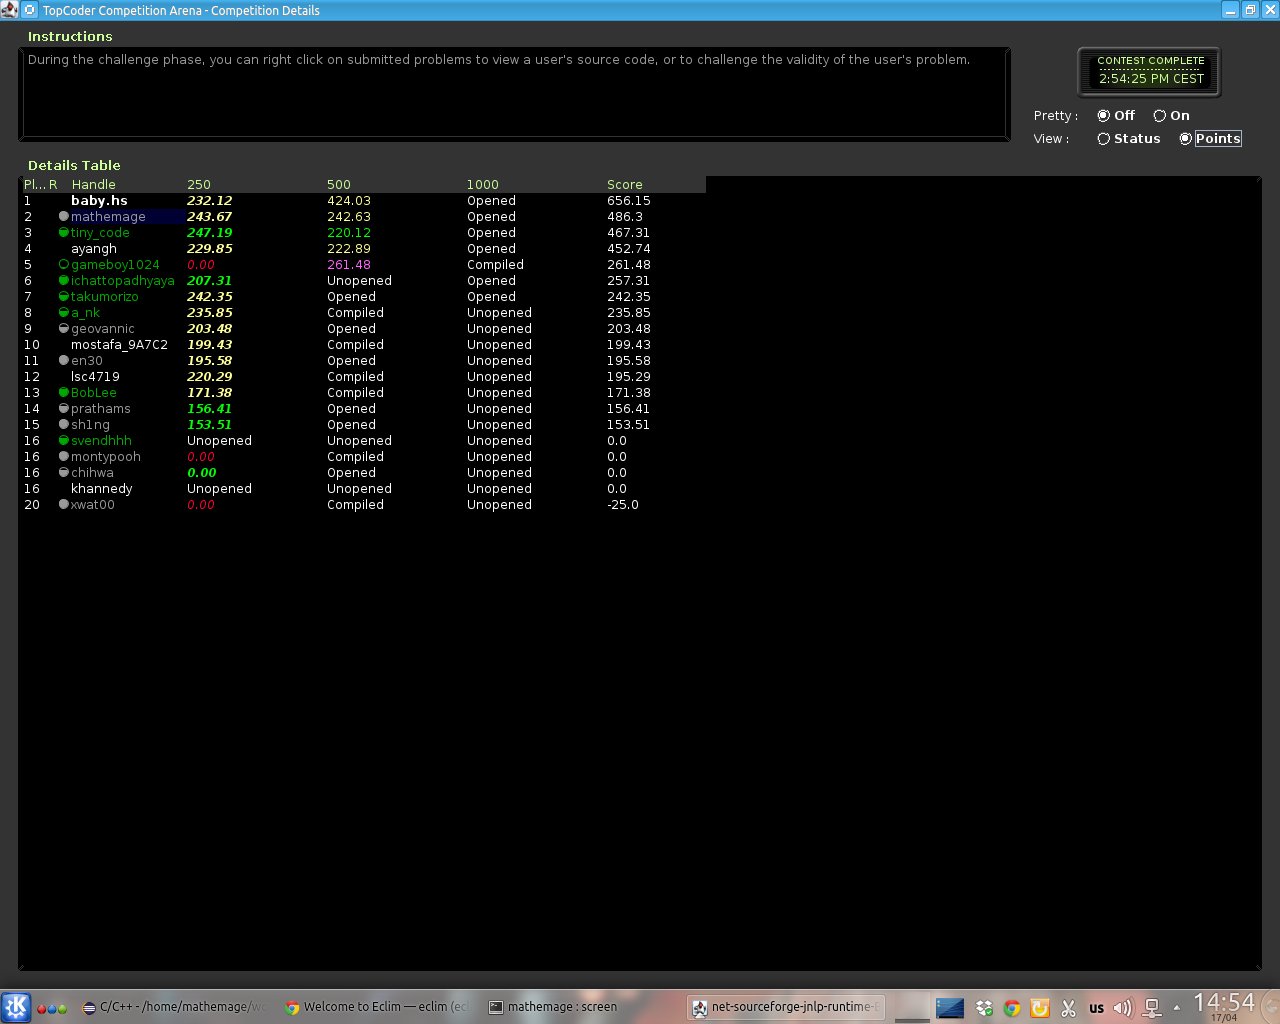 TopCoder Competition Arena - Competition Details
Instructions
During the challenge phase, you can right click on submitted problems to view a user's source code, or to challenge the validity of the user's problem.
CONTEST COMPLETE
2:54:25 PM CEST
Pretty : Off On
View : Status Points
Details Table
Pl... R Handle 250 500 1000 Score
1 baby.hs 232.12 424.03 Opened 656.15
2 mathemage 243.67 242.63 Opened 486.3
3 tiny_code 247.19 220.12 Opened 467.31
4 ayangh 229.85 222.89 Opened 452.74
5 gameboy1024 0.00 261.48 Compiled 261.48
6 ichattopadhyaya 207.31 Unopened Opened 257.31
7 takumorizo 242.35 Opened Opened 242.35
8 a_nk 235.85 Compiled Unopened 235.85
9 geovannic 203.48 Opened Unopened 203.48
10 mostafa_9A7C2 199.43 Compiled Unopened 199.43
11 en30 195.58 Opened Unopened 195.58
12 lsc4719 220.29 Compiled Unopened 195.29
13 BobLee 171.38 Compiled Unopened 171.38
14 prathams 156.41 Opened Unopened 156.41
15 sh1ng 153.51 Opened Unopened 153.51
16 svendhhh Unopened Unopened Unopened 0.0
16 montypooh 0.00 Compiled Unopened 0.0
16 chihwa 0.00 Opened Unopened 0.0
16 khannedy Unopened Unopened Unopened 0.0
20 xwat00 0.00 Compiled Unopened -25.0
C/C++ - /home/mathemage/wo
Welcome to Eclim — eclim (ec
mathemage : screen
net-sourceforge-jnlp-runtime-
us
14:54
17/04